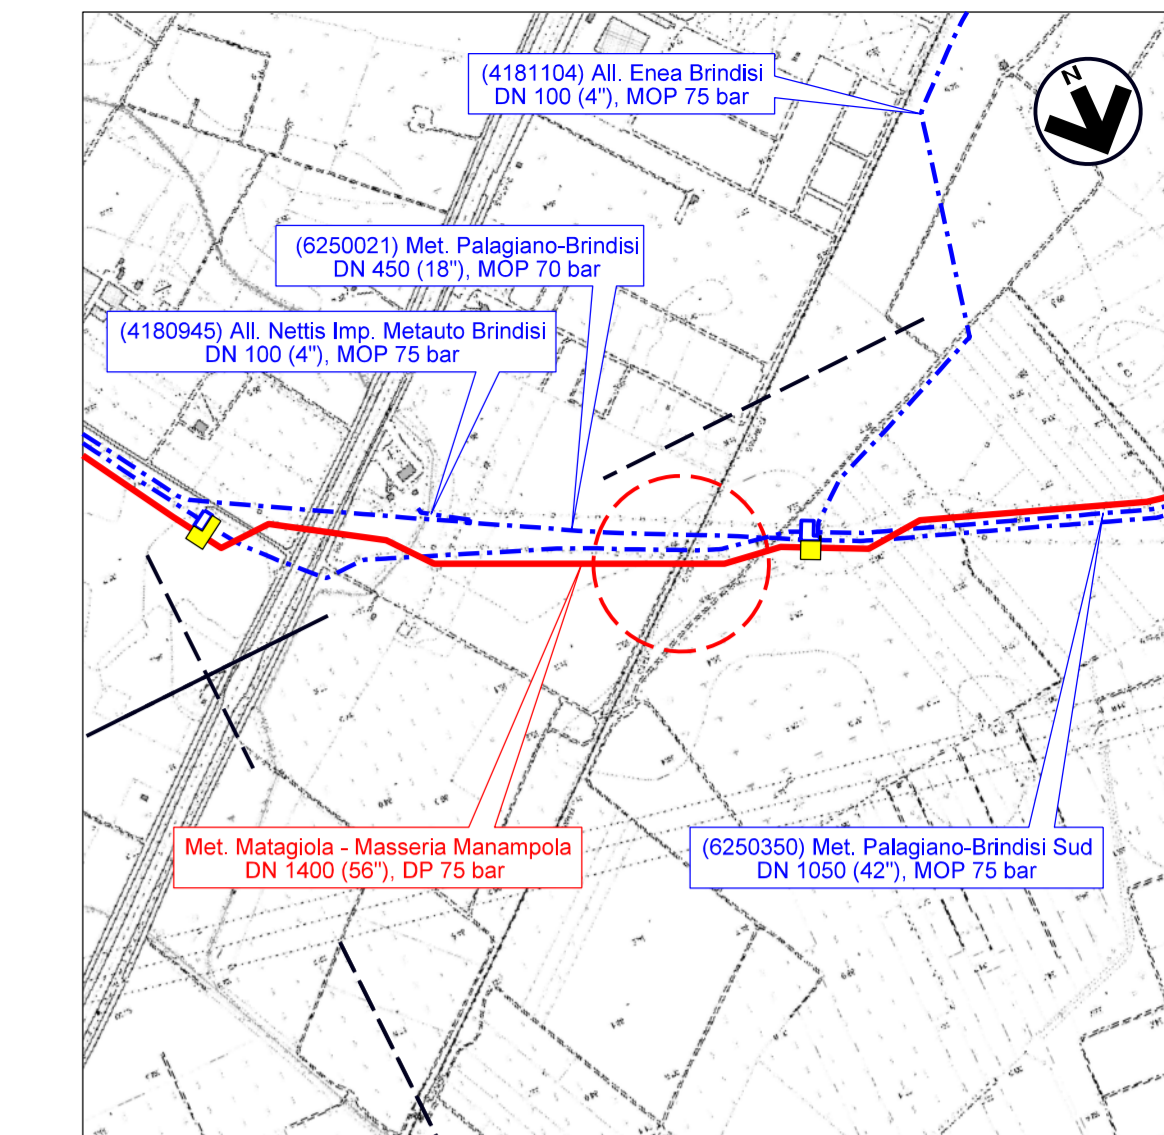 (4181104) All. Enea Brindisi
DN 100 (4"), MOP 75 bar
N
(6250021) Met. Palagiano-Brindisi
DN 450 (18"), MOP 70 bar
(4180945) All. Nettis Imp. Metauto Brindisi
DN 100 (4"), MOP 75 bar
Met. Matagiola - Masseria Manampola
DN 1400 (56"), DP 75 bar
(6250350) Met. Palagiano-Brindisi Sud
DN 1050 (42"), MOP 75 bar